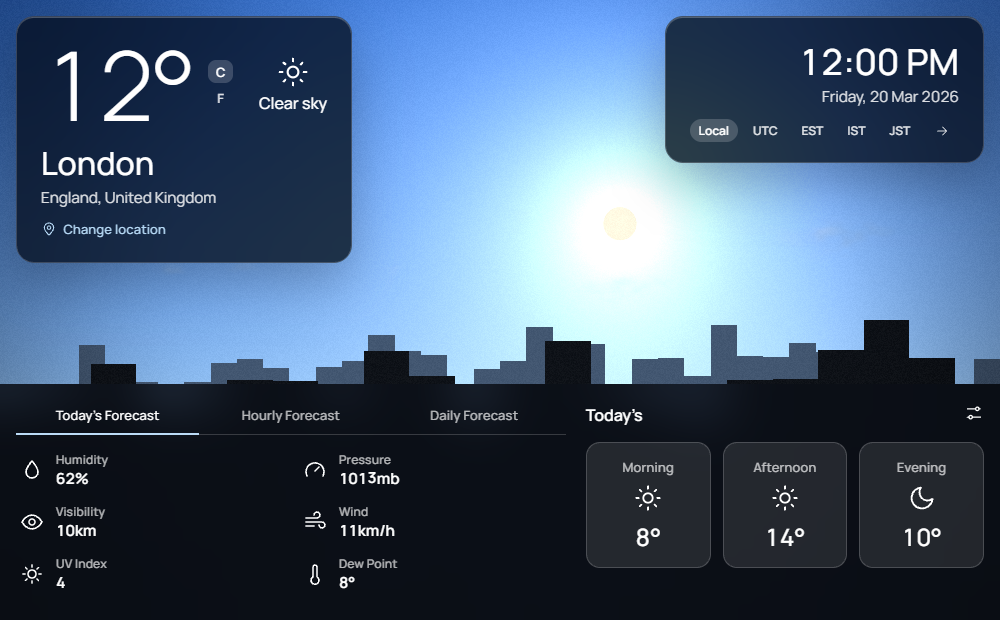 12°
C
F
Clear sky
London
England, United Kingdom
Change location
12:00 PM
Friday, 20 Mar 2026
Local UTC EST IST JST
Today's Forecast Hourly Forecast Daily Forecast
Humidity
62%
Pressure
1013mb
Visibility
10km
Wind
11km/h
UV Index
4
Dew Point
8°
Today's
Morning
8°
Afternoon
14°
Evening
10°